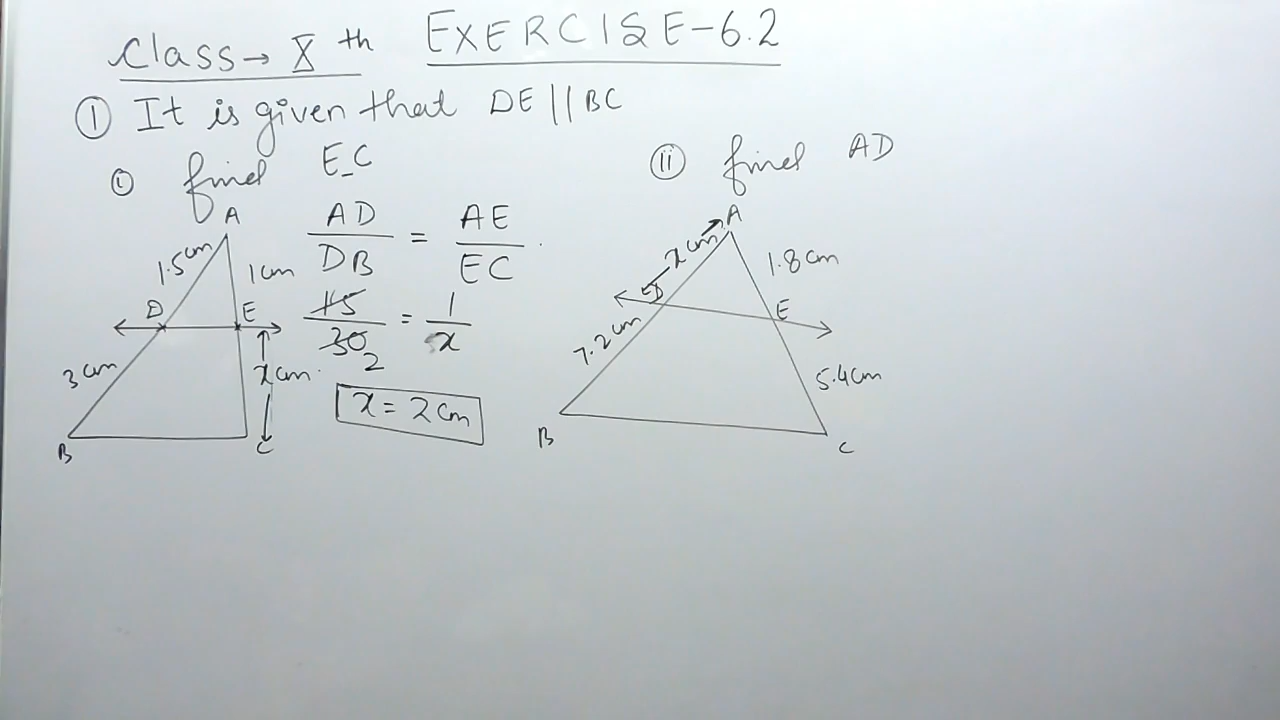 Class → Xth EXERCISE-6.2
① It is given that DE || BC
ⓘ find EC
A
1.5cm
1cm
D
E
3cm
x cm.
B
C
AD/DB = AE/EC
15/30 2 = 1/x
x = 2cm
ⓘⓘ find AD
A
x cm
1.8cm
D
E
7.2cm
5.4cm
B
C